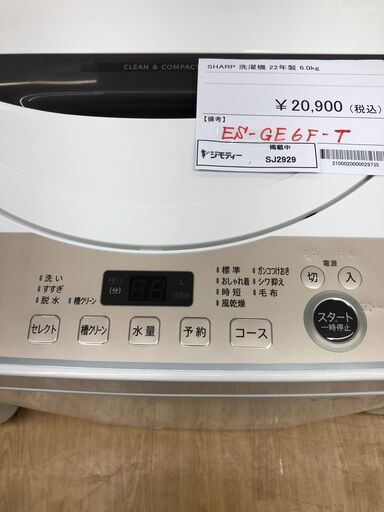 CLEAN & COMPACT
SHARP 洗濯機 22年製 6.0kg
¥20,900（税込）
【備考】
ES-GE6F-T
掲載中
ジモティー
SJ2929
2100020000029735
洗い
すすぎ
脱水 槽クリーン
残り
(分)
L
標準 ガンコつけおき
おしゃれ着 シワ抑え
時短 毛布
風乾燥
電源
切 入
セレクト 槽クリーン 水量 予約 コース
スタート
一時停止